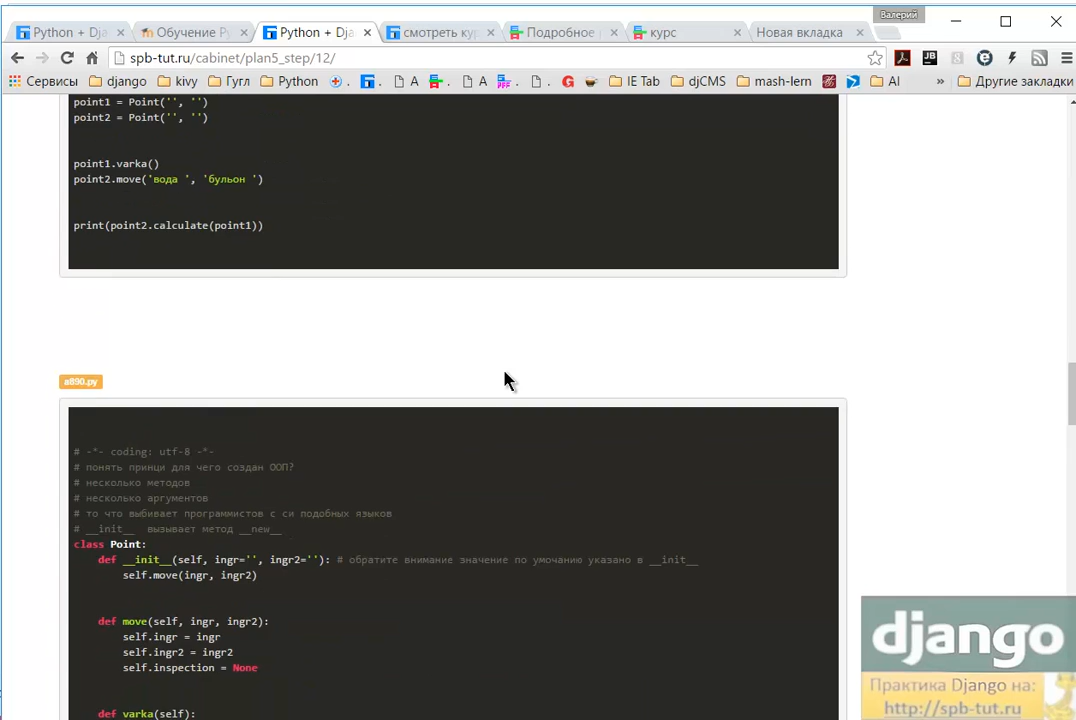 Валерий
Python + Dja
Обучение Py
Python + Dja
смотреть кур
Подробное
курс
Новая вкладка
spb-tut.ru/cabinet/plan5_step/12/
Сервисы
django
kivy
Гугл
Python
A
A
IE Tab
djCMS
mash-lern
AI
»
Другие закладки
point1 = Point('', '')
point2 = Point('', '')
point1.varka()
point2.move('вода ', 'бульон ')
print(point2.calculate(point1))
a890.py
# -*- coding: utf-8 -*-
# понять принци для чего создан ООП?
# несколько методов
# несколько аргументов
# то что выбивает программистов с си подобных языков
# __init__  вызывает метод __new__
class Point:
def __init__(self, ingr='', ingr2=''): # обратите внимание значение по умочанию указано в __init__
self.move(ingr, ingr2)
def move(self, ingr, ingr2):
self.ingr = ingr
self.ingr2 = ingr2
self.inspection = None
def varka(self):
django
Практика Django на:
http://spb-tut.ru